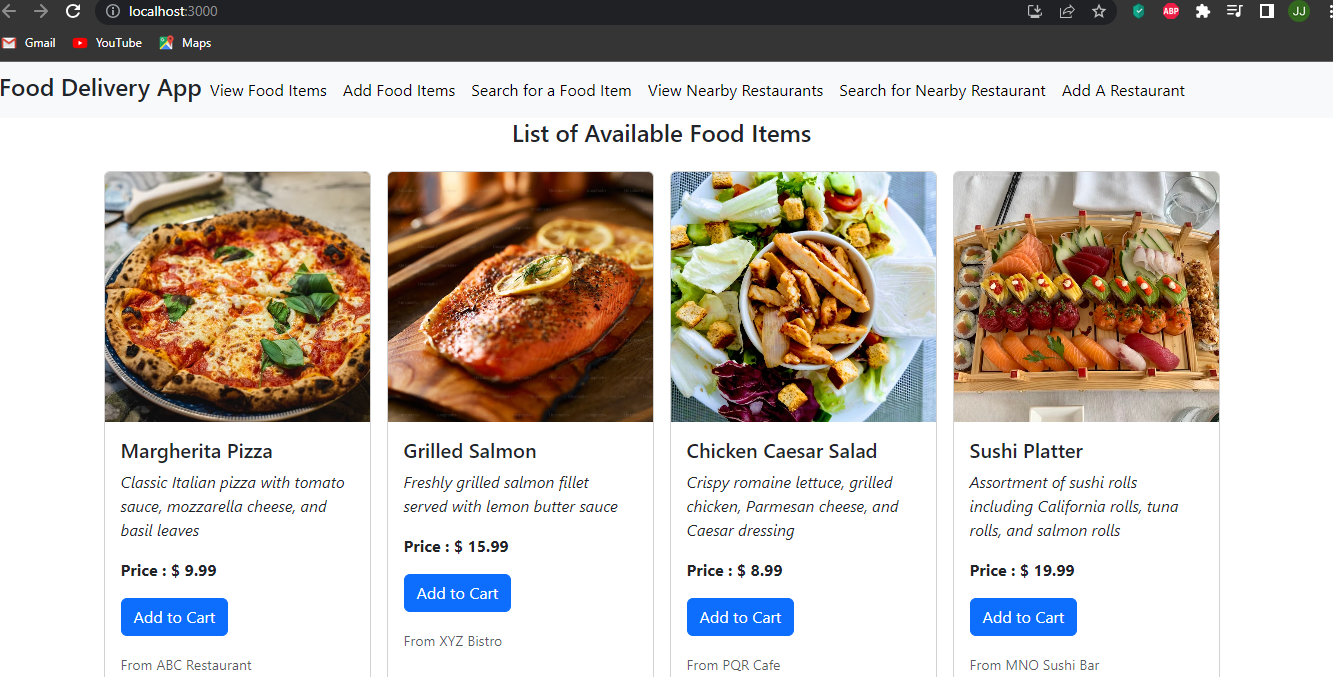 localhost:3000
ABP
JJ
Gmail YouTube Maps
Food Delivery App View Food Items Add Food Items Search for a Food Item View Nearby Restaurants Search for Nearby Restaurant Add A Restaurant
List of Available Food Items
Margherita Pizza
Classic Italian pizza with tomato
sauce, mozzarella cheese, and
basil leaves
Price : $ 9.99
Add to Cart
From ABC Restaurant
Grilled Salmon
Freshly grilled salmon fillet
served with lemon butter sauce
Price : $ 15.99
Add to Cart
From XYZ Bistro
Chicken Caesar Salad
Crispy romaine lettuce, grilled
chicken, Parmesan cheese, and
Caesar dressing
Price : $ 8.99
Add to Cart
From PQR Cafe
Sushi Platter
Assortment of sushi rolls
including California rolls, tuna
rolls, and salmon rolls
Price : $ 19.99
Add to Cart
From MNO Sushi Bar